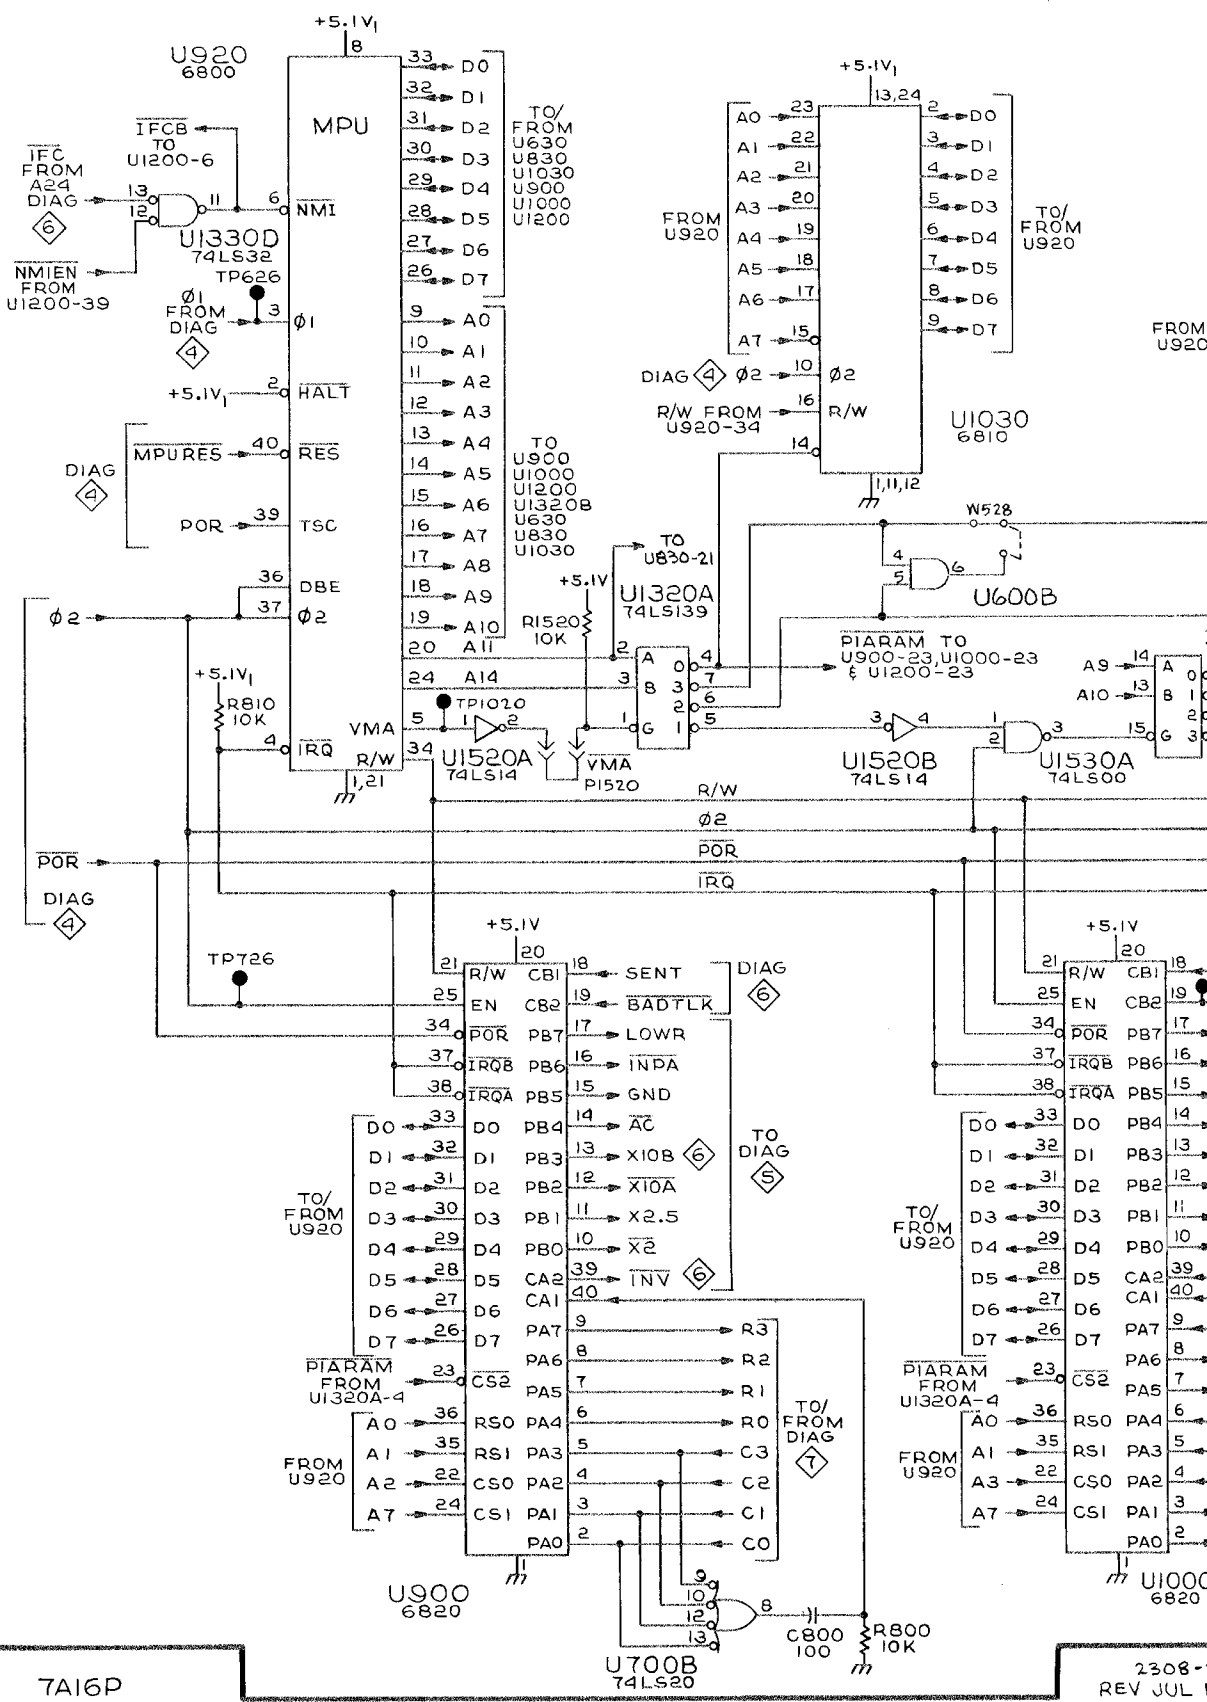 +5.1V1
8
U920
6800
MPU
33 D0
32 D1
31 D2
30 D3
29 D4
28 D5
27 D6
26 D7
TO/
FROM
U630
U830
U1030
U900
U1000
U1200
IFCB
TO
U1200-6
IFC
FROM
A24
DIAG
6
13
12
11
6
NMI
U1330D
74LS32
NMIEN
FROM
U1200-39
TP626
Ø1
FROM
DIAG
4
3
Ø1
+5.1V1
2
HALT
DIAG
4
MPURES
40
RES
POR
39
TSC
36
DBE
Ø2
37
Ø2
9 A0
10 A1
11 A2
12 A3
13 A4
14 A5
15 A6
16 A7
17 A8
18 A9
19 A10
20 A11
24 A14
TO
U900
U1000
U1200
U1320B
U630
U830
U1030
+5.1V1
R810
10K
4
IRQ
VMA
5
R/W
34
1,21
TP1020
1
2
U1520A
74LS14
VMA
P1520
+5.1V
R1520
10K
TO
U830-21
U1320A
74LS139
2 A
3 B
1 G
0 4
3 7
2 6
1 5
+5.1V1
13,24
FROM
U920
A0 23
A1 22
A2 21
A3 20
A4 19
A5 18
A6 17
A7 15
DIAG 4 Ø2 10 Ø2
R/W FROM
U920-34
16
R/W
14
2 D0
3 D1
4 D2
5 D3
6 D4
7 D5
8 D6
9 D7
TO/
FROM
U920
U1030
6810
1,11,12
FROM
U920
W528
4
5
6
U600B
PIARAM TO
U900-23,U1000-23
& U1200-23
3
4
U1520B
74LS14
1
2
3
U1530A
74LS00
A9 14 A
A10 13 B
15 G
0
1
2
3
R/W
Ø2
POR
IRQ
POR
DIAG
4
TP726
+5.1V
20
21 R/W CB1 18 SENT
25 EN CB2 19 BADTLK
34 POR PB7 17 LOWR
37 IRQB PB6 16 INPA
38 IRQA PB5 15 GND
D0 33 D0 PB4 14 AC
D1 32 D1 PB3 13 X10B 6
D2 31 D2 PB2 12 X10A
D3 30 D3 PB1 11 X2.5
D4 29 D4 PB0 10 X2
D5 28 D5 CA2 39 INV 6
D6 27 D6 CA1 40
D7 26 D7 PA7 9 R3
PA6 8 R2
23 CS2 PA5 7 R1
A0 36 RS0 PA4 6 R0
A1 35 RS1 PA3 5 C3
A2 22 CS0 PA2 4 C2
A7 24 CS1 PA1 3 C1
PA0 2 C0
1
TO/
FROM
U920
PIARAM
FROM
U1320A-4
FROM
U920
DIAG
6
TO
DIAG
5
TO/
FROM
DIAG
7
U900
6820
9
10
12
13
8
U700B
74LS20
C800
100
R800
10K
+5.1V
20
21 R/W CB1 18
25 EN CB2 19
34 POR PB7 17
37 IRQB PB6 16
38 IRQA PB5 15
D0 33 D0 PB4 14
D1 32 D1 PB3 13
D2 31 D2 PB2 12
D3 30 D3 PB1 11
D4 29 D4 PB0 10
D5 28 D5 CA2 39
D6 27 D6 CA1 40
D7 26 D7 PA7 9
PA6 8
23 CS2 PA5 7
A0 36 RS0 PA4 6
A1 35 RS1 PA3 5
A3 22 CS0 PA2 4
A7 24 CS1 PA1 3
PA0 2
1
TO/
FROM
U920
PIARAM
FROM
U1320A-4
FROM
U920
U1000
6820
7A16P
2308-
REV JUL